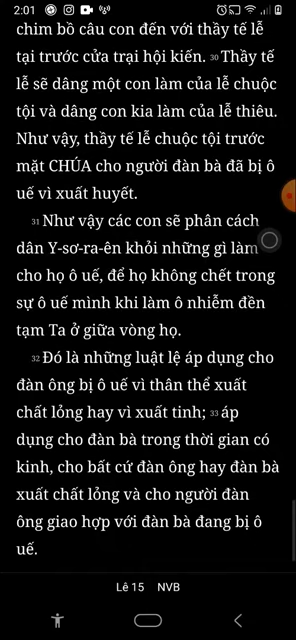 2:01
chim bồ câu con đến với thầy tế lễ
tại trước cửa trại hội kiến. 30 Thầy tế
lễ sẽ dâng một con làm của lễ chuộc
tội và dâng con kia làm của lễ thiêu.
Như vậy, thầy tế lễ chuộc tội trước
mặt CHÚA cho người đàn bà đã bị ô
uế vì xuất huyết.
31 Như vậy các con sẽ phân cách
dân Y-sơ-ra-ên khỏi những gì làm
cho họ ô uế, để họ không chết trong
sự ô uế mình khi làm ô nhiễm đền
tạm Ta ở giữa vòng họ.
32 Đó là những luật lệ áp dụng cho
đàn ông bị ô uế vì thân thể xuất
chất lỏng hay vì xuất tinh; 33 áp
dụng cho đàn bà trong thời gian có
kinh, cho bất cứ đàn ông hay đàn bà
xuất chất lỏng và cho người đàn
ông giao hợp với đàn bà đang bị ô
uế.
Lê 15 NVB